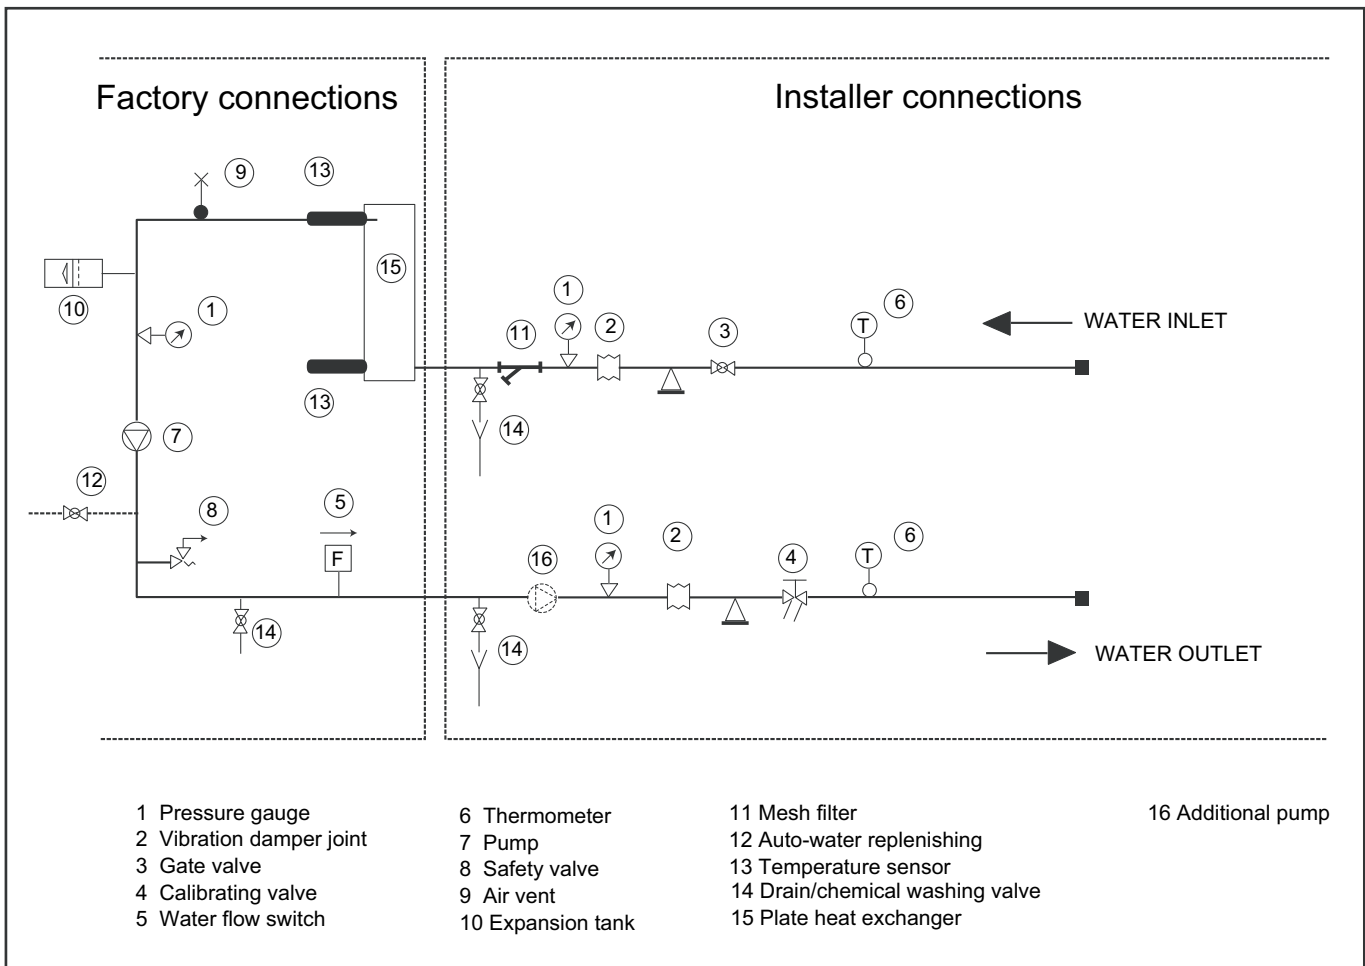 Factory connections
Installer connections
9
13
15
10
1
13
7
12
8
5
F
14
1
2
3
T
6
11
14
WATER INLET
16
1
2
4
T
6
14
WATER OUTLET
1 Pressure gauge
2 Vibration damper joint
3 Gate valve
4 Calibrating valve
5 Water flow switch
6 Thermometer
7 Pump
8 Safety valve
9 Air vent
10 Expansion tank
11 Mesh filter
12 Auto-water replenishing
13 Temperature sensor
14 Drain/chemical washing valve
15 Plate heat exchanger
16 Additional pump